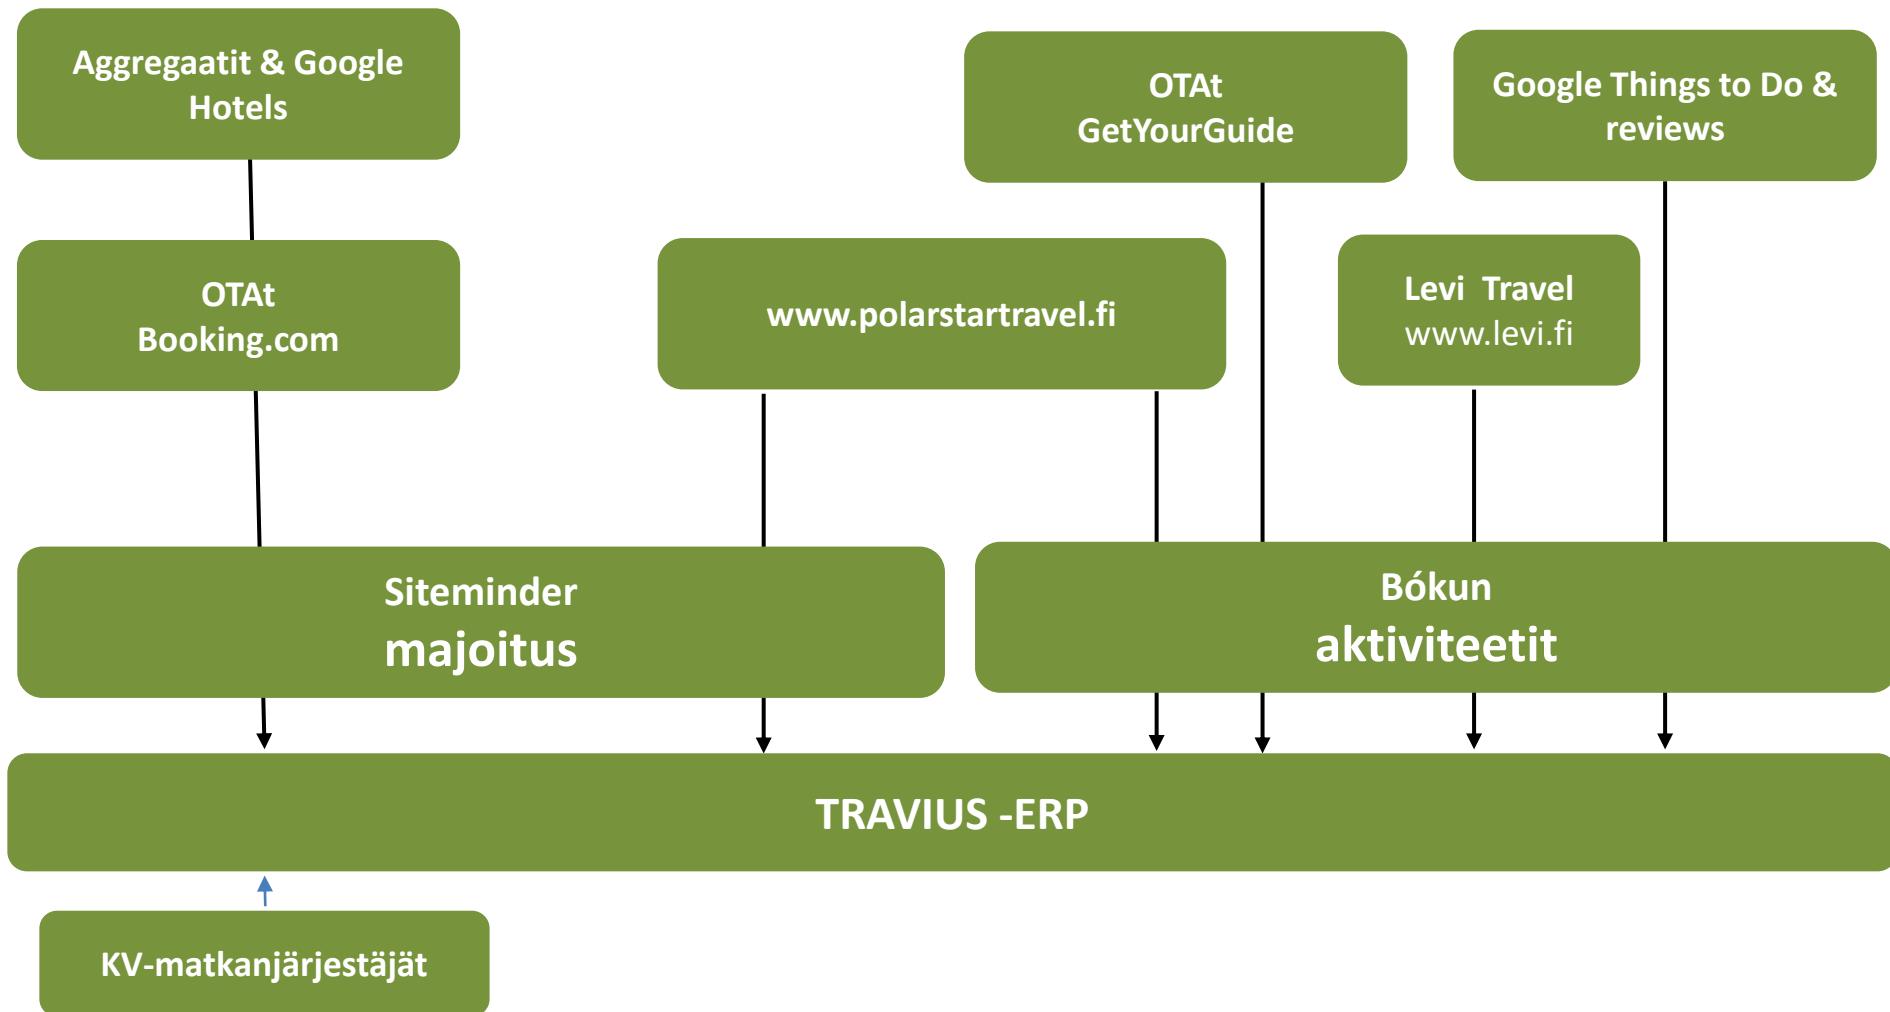 Aggregaatit & Google
Hotels
OTAt
GetYourGuide
Google Things to Do &
reviews
OTAt
Booking.com
www.polarstartravel.fi
Levi  Travel
www.levi.fi
Siteminder
majoitus
Bókun
aktiviteetit
TRAVIUS -ERP
KV-matkanjärjestäjät